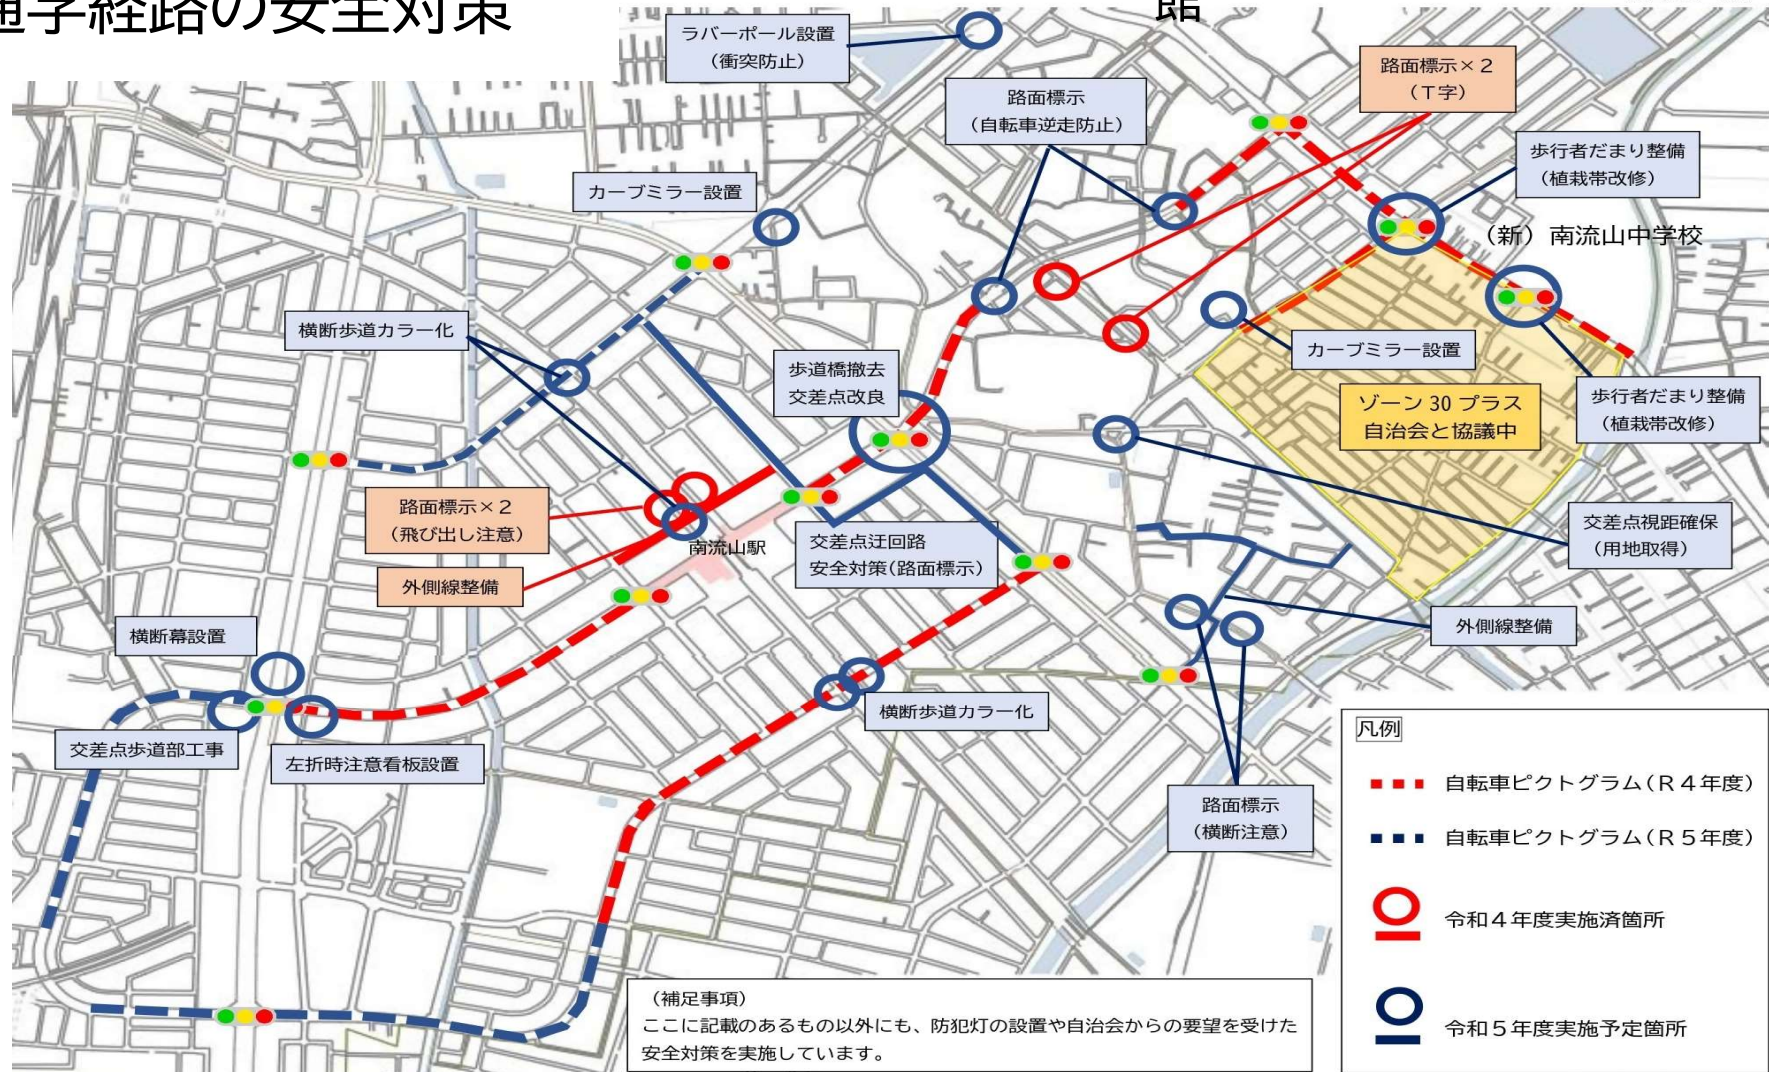 通学経路の安全対策
館
ラバーポール設置
(衝突防止)
路面標示
(自転車逆走防止)
路面標示×2
(T字)
歩行者だまり整備
(植栽帯改修)
カーブミラー設置
(新)南流山中学校
横断歩道カラー化
歩道橋撤去
交差点改良
カーブミラー設置
ゾーン30プラス
自治会と協議中
歩行者だまり整備
(植栽帯改修)
路面標示×2
(飛び出し注意)
南流山駅
交差点迂回路
安全対策(路面標示)
交差点視距確保
(用地取得)
外側線整備
横断幕設置
外側線整備
交差点歩道部工事
左折時注意看板設置
横断歩道カラー化
路面標示
(横断注意)
凡例
自転車ピクトグラム(R4年度)
自転車ピクトグラム(R5年度)
令和4年度実施済箇所
令和5年度実施予定箇所
(補足事項)
ここに記載のあるもの以外にも、防犯灯の設置や自治会からの要望を受けた
安全対策を実施しています。